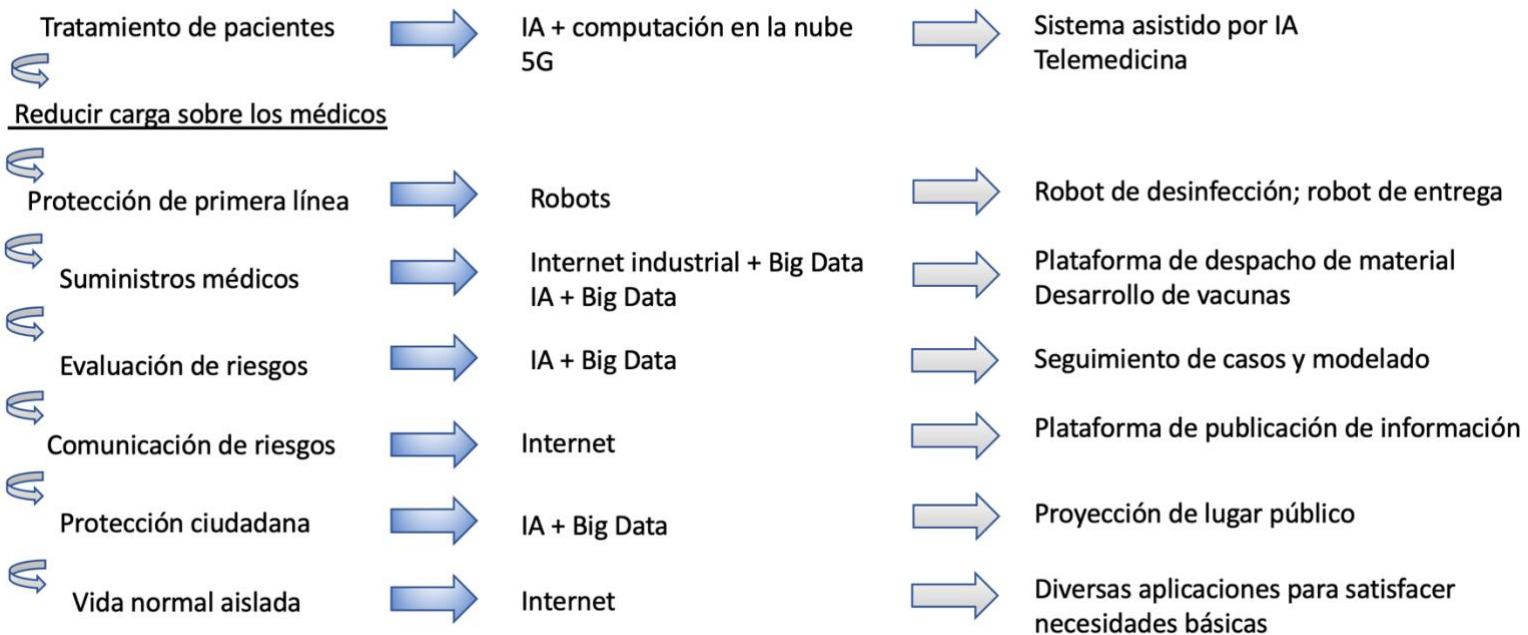 Tratamiento de pacientes
IA + computación en la nube
5G
Sistema asistido por IA
Telemedicina
Reducir carga sobre los médicos
Protección de primera línea
Robots
Robot de desinfección; robot de entrega
Suministros médicos
Internet industrial + Big Data
IA + Big Data
Plataforma de despacho de material
Desarrollo de vacunas
Evaluación de riesgos
IA + Big Data
Seguimiento de casos y modelado
Comunicación de riesgos
Internet
Plataforma de publicación de información
Protección ciudadana
IA + Big Data
Proyección de lugar público
Vida normal aislada
Internet
Diversas aplicaciones para satisfacer
necesidades básicas